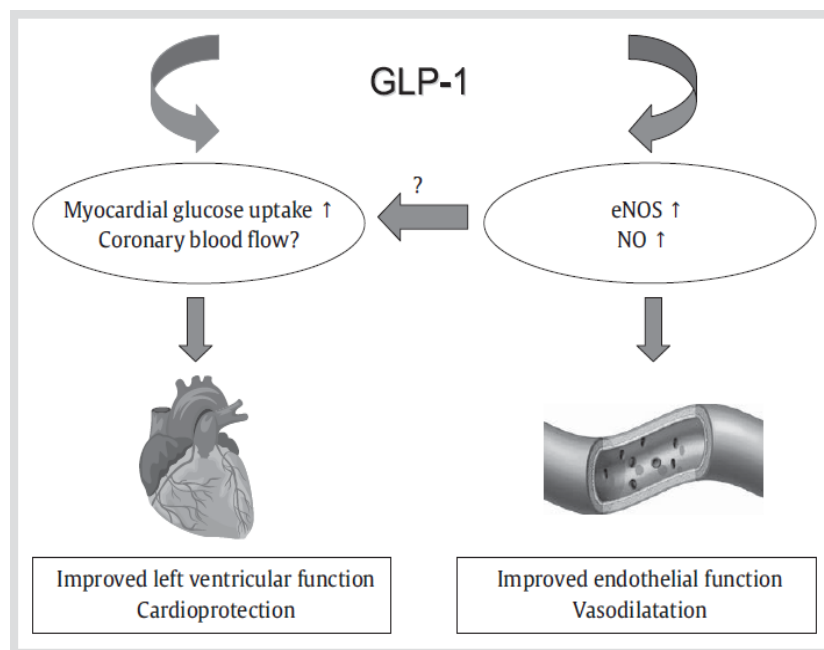 GLP-1
?
Myocardial glucose uptake ↑
Coronary blood flow?
eNOS ↑
NO ↑
Improved left ventricular function
Cardioprotection
Improved endothelial function
Vasodilatation